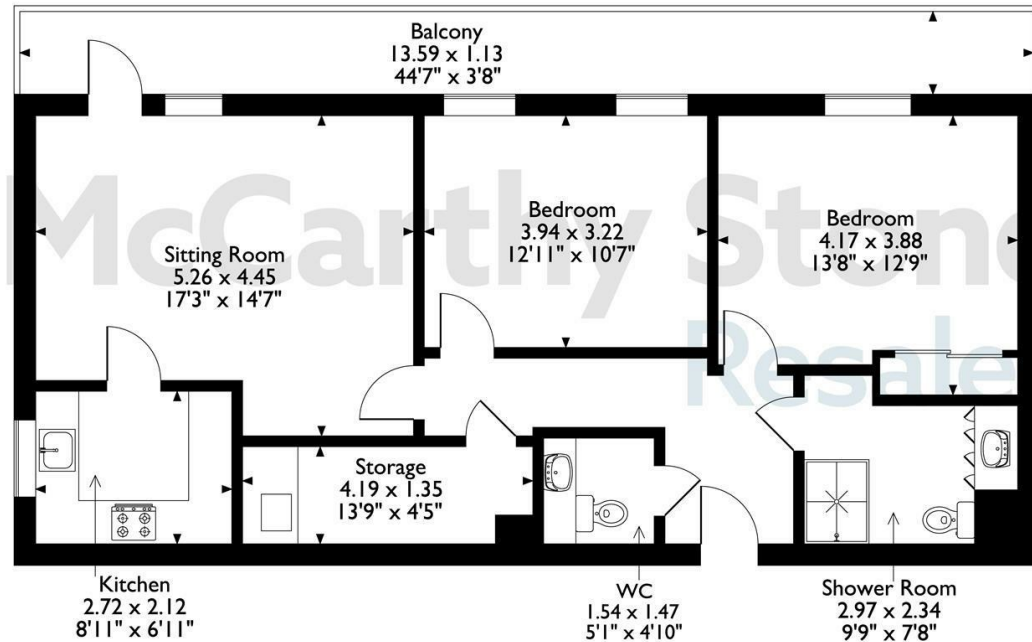 Balcony
13.59 x 1.13
44'7" x 3'8"
McCarthy Stone
Resale
Sitting Room
5.26 x 4.45
17'3" x 14'7"
Bedroom
3.94 x 3.22
12'11" x 10'7"
Bedroom
4.17 x 3.88
13'8" x 12'9"
Storage
4.19 x 1.35
13'9" x 4'5"
Kitchen
2.72 x 2.12
8'11" x 6'11"
WC
1.54 x 1.47
5'1" x 4'10"
Shower Room
2.97 x 2.34
9'9" x 7'8"